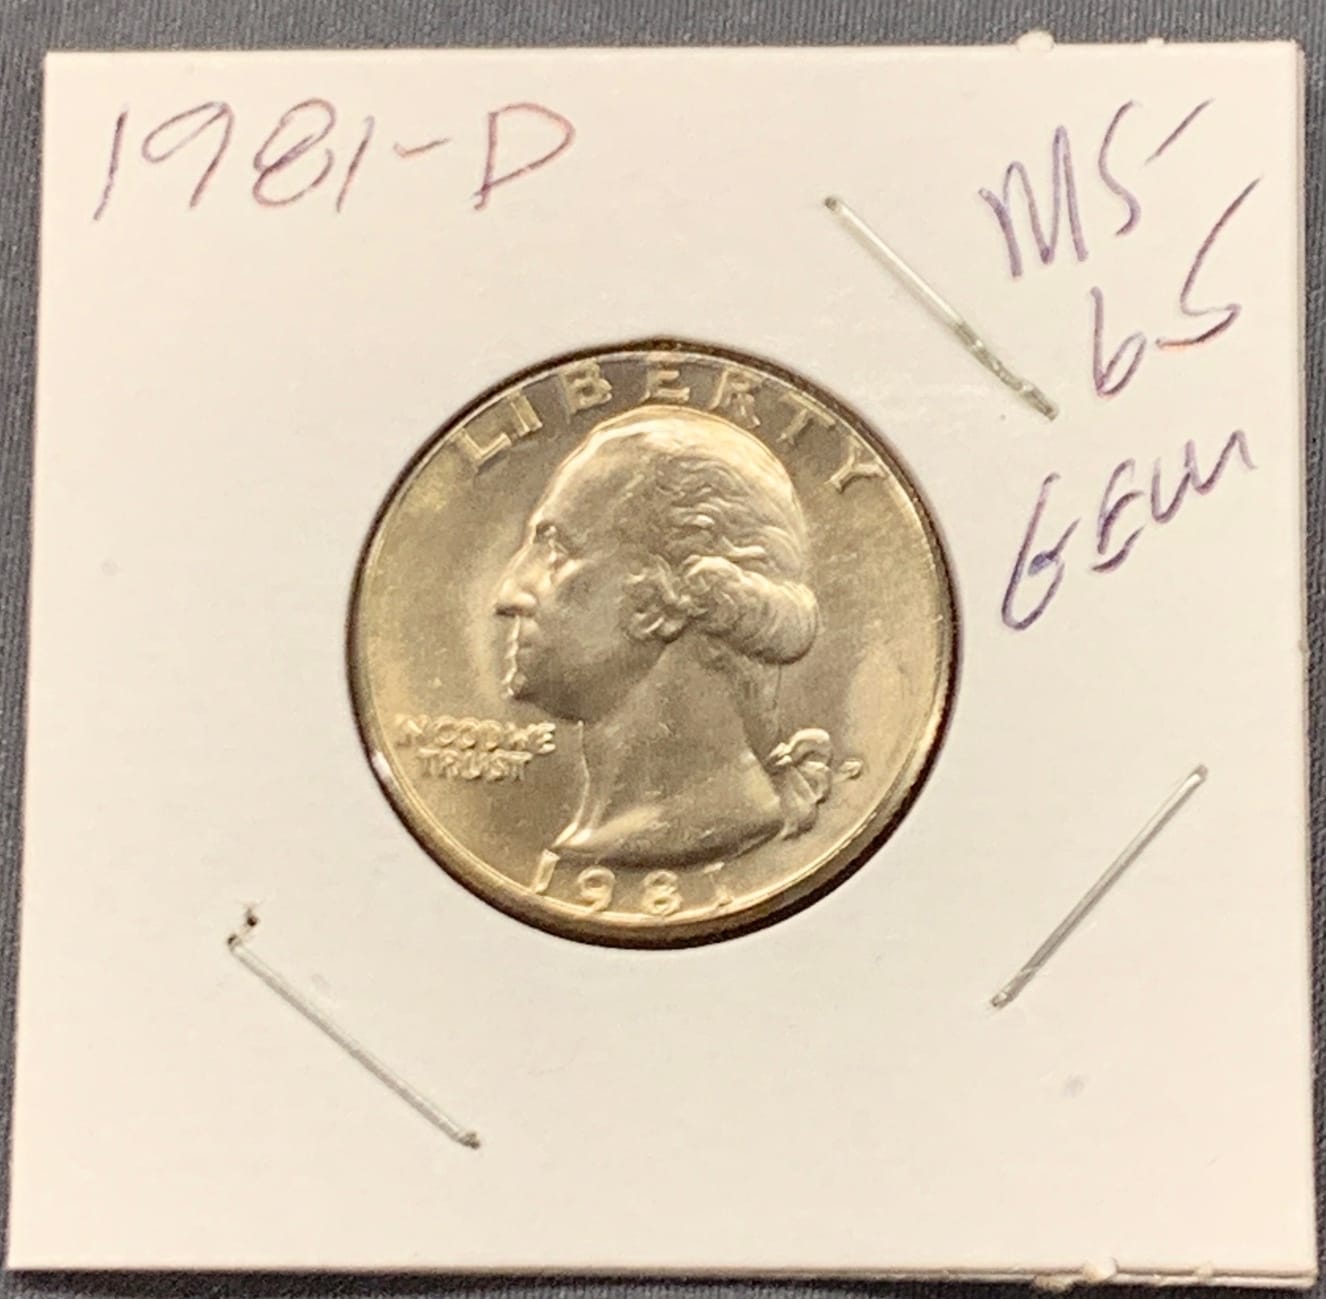 1981-D
MS
65
GEM
LIBERTY
IN GOD WE
TRUST
D
1981